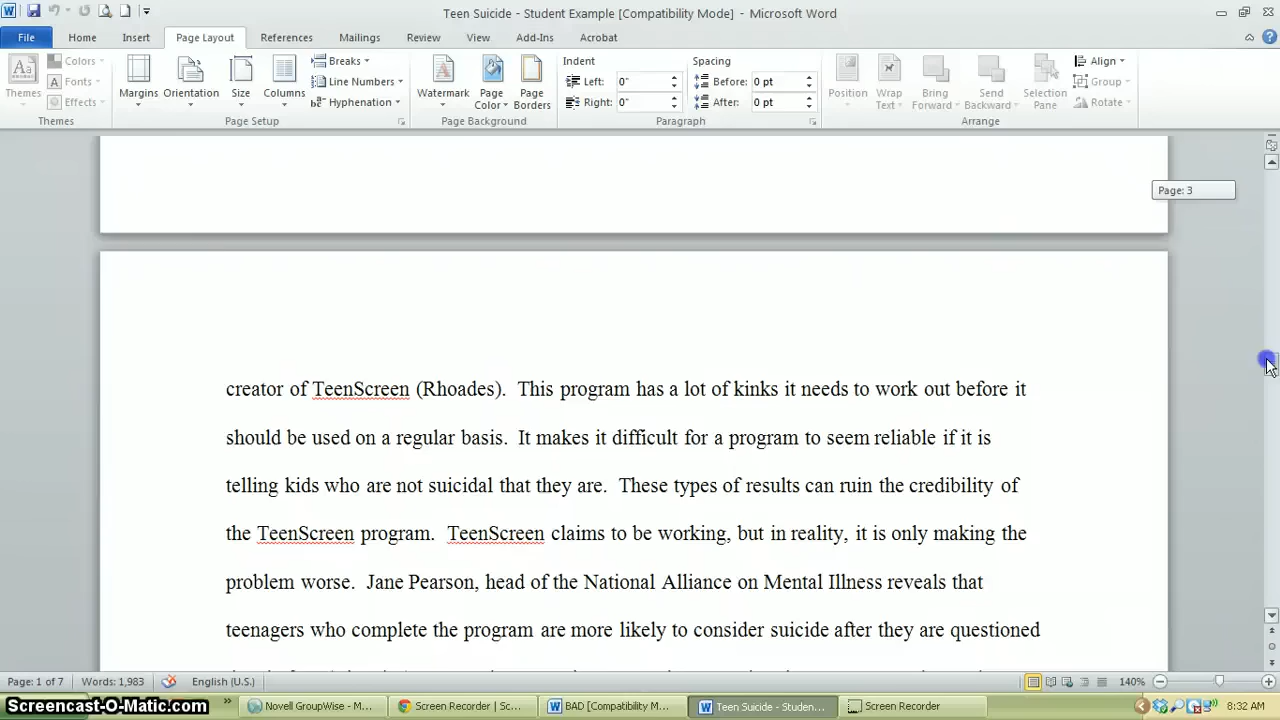 Teen Suicide - Student Example [Compatibility Mode] - Microsoft Word
File Home Insert Page Layout References Mailings Review View Add-Ins Acrobat
Themes
Colors
Fonts
Effects
Themes
Margins
Orientation
Size
Columns
Breaks
Line Numbers
Hyphenation
Page Setup
Watermark
Page Color
Page Borders
Page Background
Indent
Left: 0"
Right: 0"
Spacing
Before: 0 pt
After: 0 pt
Paragraph
Position
Wrap Text
Bring Forward
Send Backward
Selection Pane
Align
Group
Rotate
Arrange
Page: 3
creator of TeenScreen (Rhoades). This program has a lot of kinks it needs to work out before it
should be used on a regular basis. It makes it difficult for a program to seem reliable if it is
telling kids who are not suicidal that they are. These types of results can ruin the credibility of
the TeenScreen program. TeenScreen claims to be working, but in reality, it is only making the
problem worse. Jane Pearson, head of the National Alliance on Mental Illness reveals that
teenagers who complete the program are more likely to consider suicide after they are questioned
Page: 1 of 7 Words: 1,983 English (U.S.) 140%
Screencast-O-Matic.com Novell GroupWise - M... Screen Recorder | Sc... BAD [Compatibility M... Teen Suicide - Studen... Screen Recorder 8:32 AM